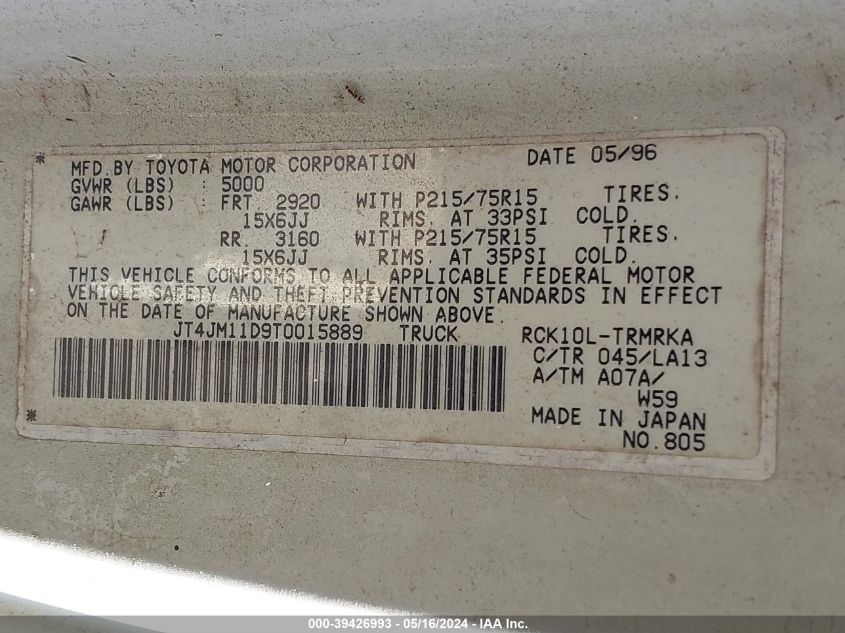 MFD.BY TOYOTA MOTOR CORPORATION DATE 05/96
GVWR (LBS) : 5000
GAWR (LBS) : FRT. 2920 WITH P215/75R15 TIRES.
15X6JJ RIMS. AT 33PSI COLD.
RR. 3160 WITH P215/75R15 TIRES.
15X6JJ RIMS. AT 35PSI COLD.
THIS VEHICLE CONFORMS TO ALL APPLICABLE FEDERAL MOTOR
VEHICLE SAFETY AND THEFT PREVENTION STANDARDS IN EFFECT
ON THE DATE OF MANUFACTURE SHOWN ABOVE.
JT4JM11D9T0015889 TRUCK RCK10L-TRMRKA
C/TR 045/LA13
A/TM A07A/
W59
MADE IN JAPAN
NO.805
000-39426993 - 05/16/2024 - IAA Inc.